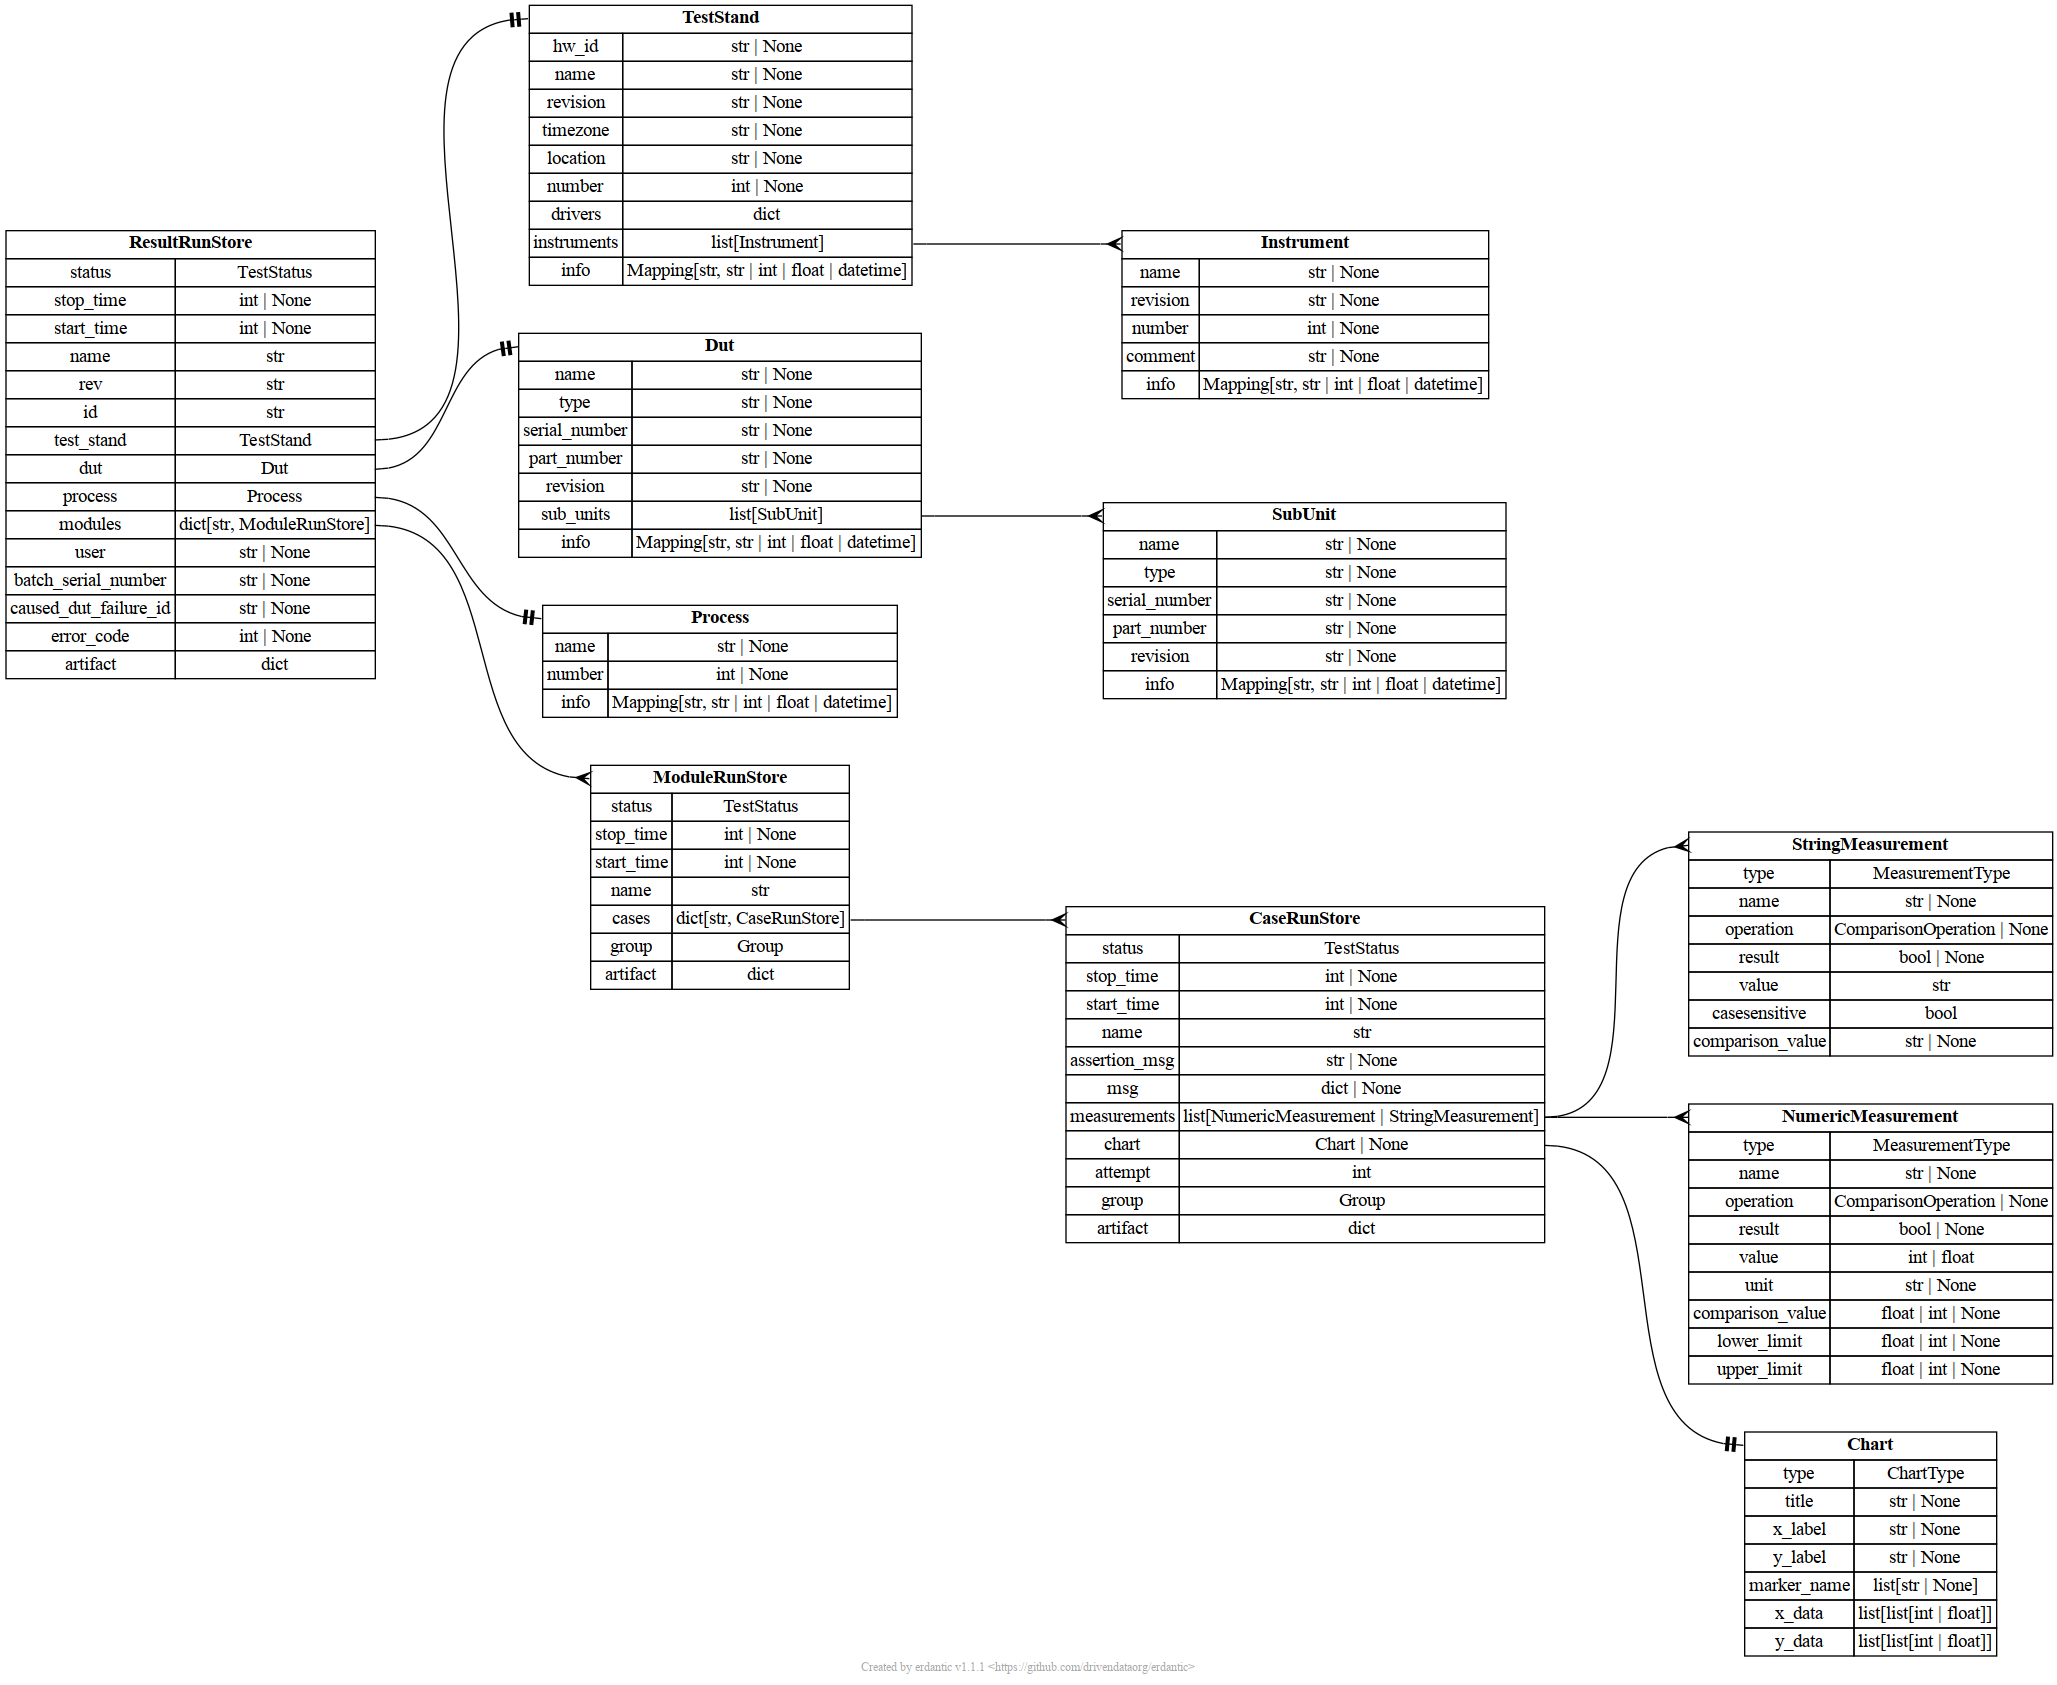 TestStand
hw_id str | None
name str | None
revision str | None
timezone str | None
location str | None
number int | None
drivers dict
instruments list[Instrument]
info Mapping[str, str | int | float | datetime]
ResultRunStore
status TestStatus
stop_time int | None
start_time int | None
name str
rev str
id str
test_stand TestStand
dut Dut
process Process
modules dict[str, ModuleRunStore]
user str | None
batch_serial_number str | None
caused_dut_failure_id str | None
error_code int | None
artifact dict
Instrument
name str | None
revision str | None
number int | None
comment str | None
info Mapping[str, str | int | float | datetime]
Dut
name str | None
type str | None
serial_number str | None
part_number str | None
revision str | None
sub_units list[SubUnit]
info Mapping[str, str | int | float | datetime]
SubUnit
name str | None
type str | None
serial_number str | None
part_number str | None
revision str | None
info Mapping[str, str | int | float | datetime]
Process
name str | None
number int | None
info Mapping[str, str | int | float | datetime]
ModuleRunStore
status TestStatus
stop_time int | None
start_time int | None
name str
cases dict[str, CaseRunStore]
group Group
artifact dict
CaseRunStore
status TestStatus
stop_time int | None
start_time int | None
name str
assertion_msg str | None
msg dict | None
measurements list[NumericMeasurement | StringMeasurement]
chart Chart | None
attempt int
group Group
artifact dict
StringMeasurement
type MeasurementType
name str | None
operation ComparisonOperation | None
result bool | None
value str
casesensitive bool
comparison_value str | None
NumericMeasurement
type MeasurementType
name str | None
operation ComparisonOperation | None
result bool | None
value int | float
unit str | None
comparison_value float | int | None
lower_limit float | int | None
upper_limit float | int | None
Chart
type ChartType
title str | None
x_label str | None
y_label str | None
marker_name list[str | None]
x_data list[list[int | float]]
y_data list[list[int | float]]
Created by erdantic v1.1.1 <https://github.com/drivendataorg/erdantic>